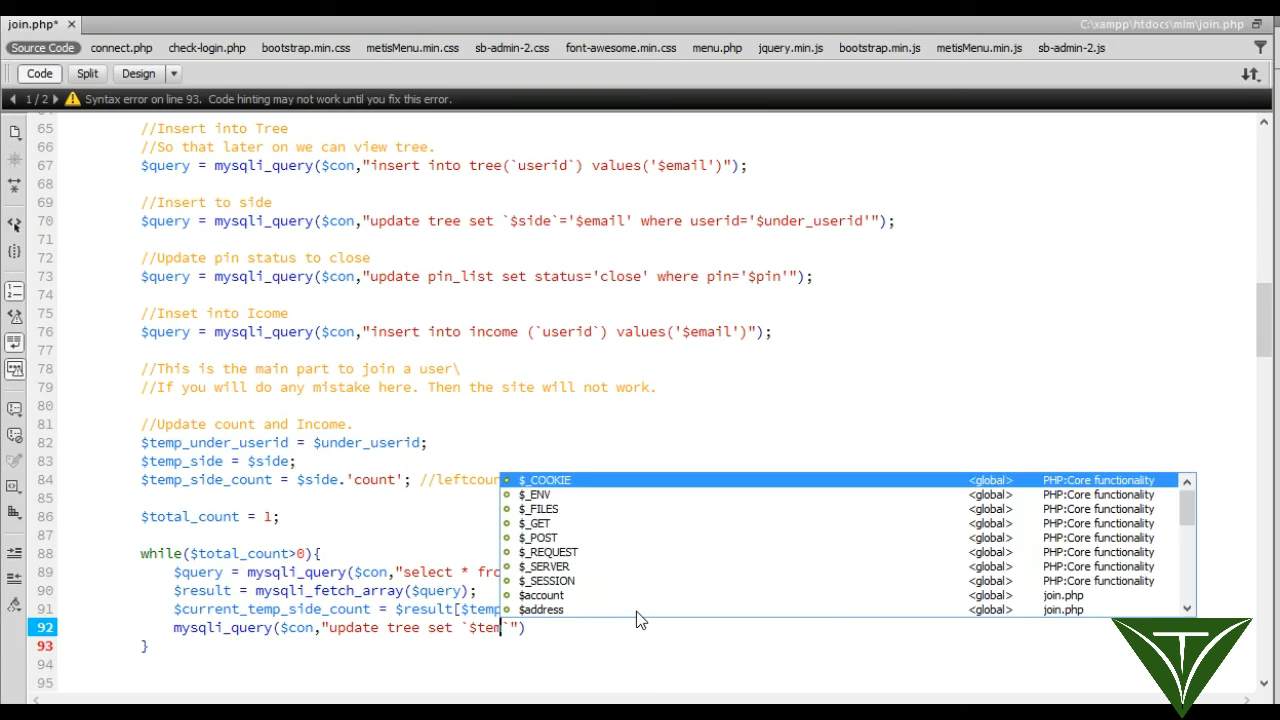 join.php* ×
C:\xampp\htdocs\mlm\join.php
Source Code connect.php check-login.php bootstrap.min.css metisMenu.min.css sb-admin-2.css font-awesome.min.css menu.php jquery.min.js bootstrap.min.js metisMenu.min.js sb-admin-2.js
Code Split Design
1 / 2 Syntax error on line 93. Code hinting may not work until you fix this error.
65 //Insert into Tree
66 //So that later on we can view tree.
67 $query = mysqli_query($con,"insert into tree(`userid`) values('$email')");
68
69 //Insert to side
70 $query = mysqli_query($con,"update tree set `$side`='$email' where userid='$under_userid'");
71
72 //Update pin status to close
73 $query = mysqli_query($con,"update pin_list set status='close' where pin='$pin'");
74
75 //Inset into Icome
76 $query = mysqli_query($con,"insert into income (`userid`) values('$email')");
77
78 //This is the main part to join a user\
79 //If you will do any mistake here. Then the site will not work.
80
81 //Update count and Income.
82 $temp_under_userid = $under_userid;
83 $temp_side = $side;
84 $temp_side_count = $side.'count'; //leftcoun
85
86 $total_count = 1;
87
88 while($total_count>0){
89 $query = mysqli_query($con,"select * fro
90 $result = mysqli_fetch_array($query);
91 $current_temp_side_count = $result[$temp
92 mysqli_query($con,"update tree set `$tem`")
93 }
94
95
$_COOKIE <global> PHP:Core functionality
$_ENV <global> PHP:Core functionality
$_FILES <global> PHP:Core functionality
$_GET <global> PHP:Core functionality
$_POST <global> PHP:Core functionality
$_REQUEST <global> PHP:Core functionality
$_SERVER <global> PHP:Core functionality
$_SESSION <global> PHP:Core functionality
$account <global> join.php
$address <global> join.php